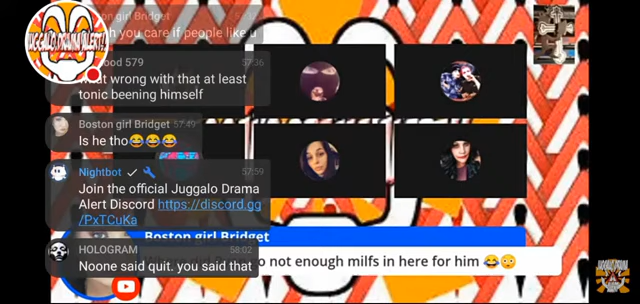 JUGGALO DRAMA ALERT!
girl Bridget
you care if people like u
ood 579 57:36
at wrong with that at least
tonic beening himself
Boston girl Bridget 57:49
Is he tho😂😂😂
Nightbot 57:59
Join the official Juggalo Drama
Alert Discord https://discord.gg
/PxTCuKa
Boston girl Bridget
HOLOGRAM 58:02
Noone said quit. you said that
o not enough milfs in here for him 😂😳